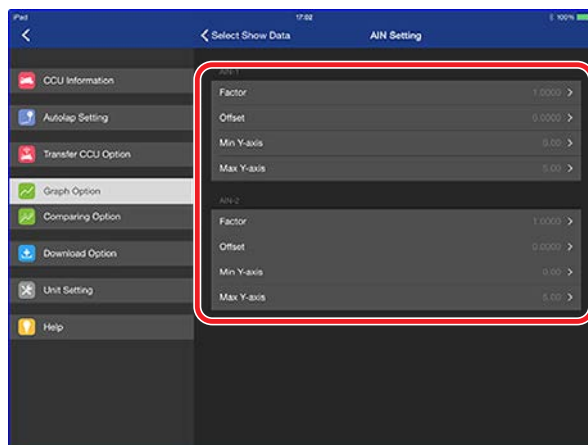 iPad 17:02 100%
Select Show Data AIN Setting
CCU Information
Autolap Setting
Transfer CCU Option
Graph Option
Comparing Option
Download Option
Unit Setting
Help
AIN-1
Factor 1.0000
Offset 0.0000
Min Y-axis 0.00
Max Y-axis 5.00
AIN-2
Factor 1.0000
Offset 0.0000
Min Y-axis 0.00
Max Y-axis 5.00